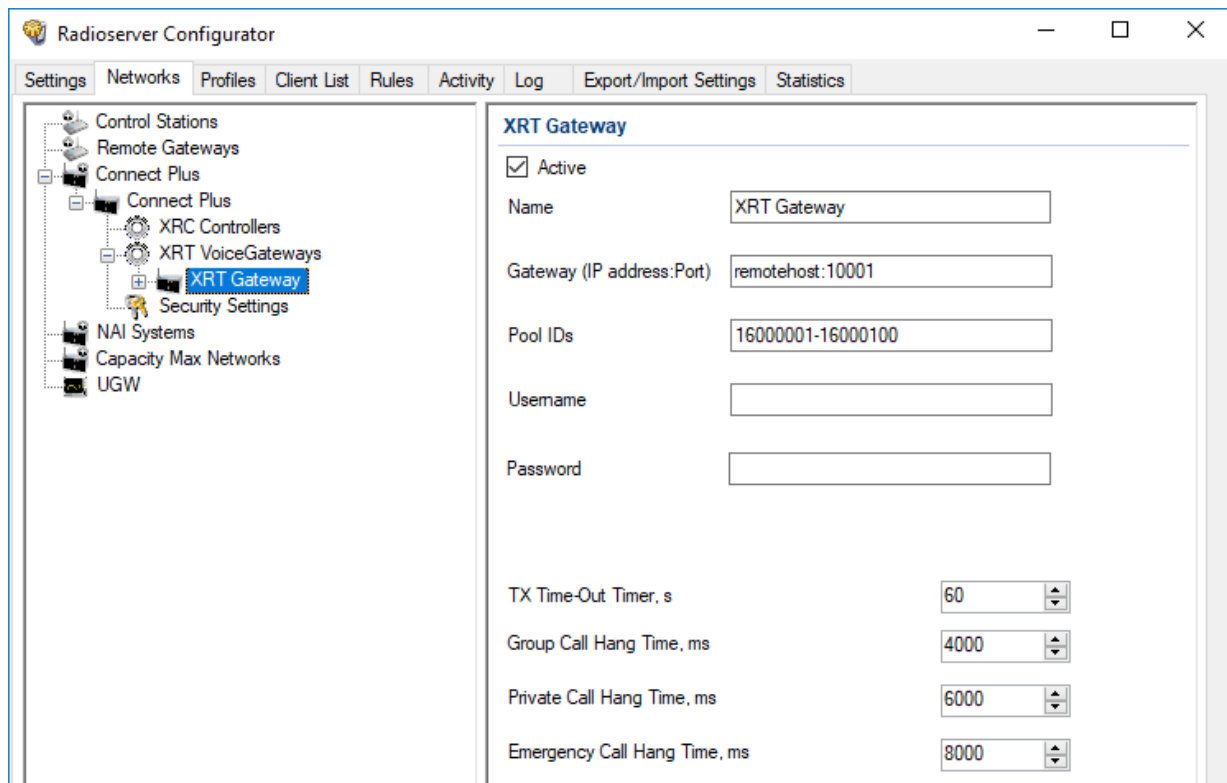 Radioserver Configurator
Settings Networks Profiles Client List Rules Activity Log Export/Import Settings Statistics
Control Stations
Remote Gateways
Connect Plus
Connect Plus
XRC Controllers
XRT VoiceGateways
XRT Gateway
Security Settings
NAI Systems
Capacity Max Networks
UGW
XRT Gateway
Active
Name XRT Gateway
Gateway (IP address:Port) remotehost:10001
Pool IDs 16000001-16000100
Username
Password
TX Time-Out Timer, s 60
Group Call Hang Time, ms 4000
Private Call Hang Time, ms 6000
Emergency Call Hang Time, ms 8000